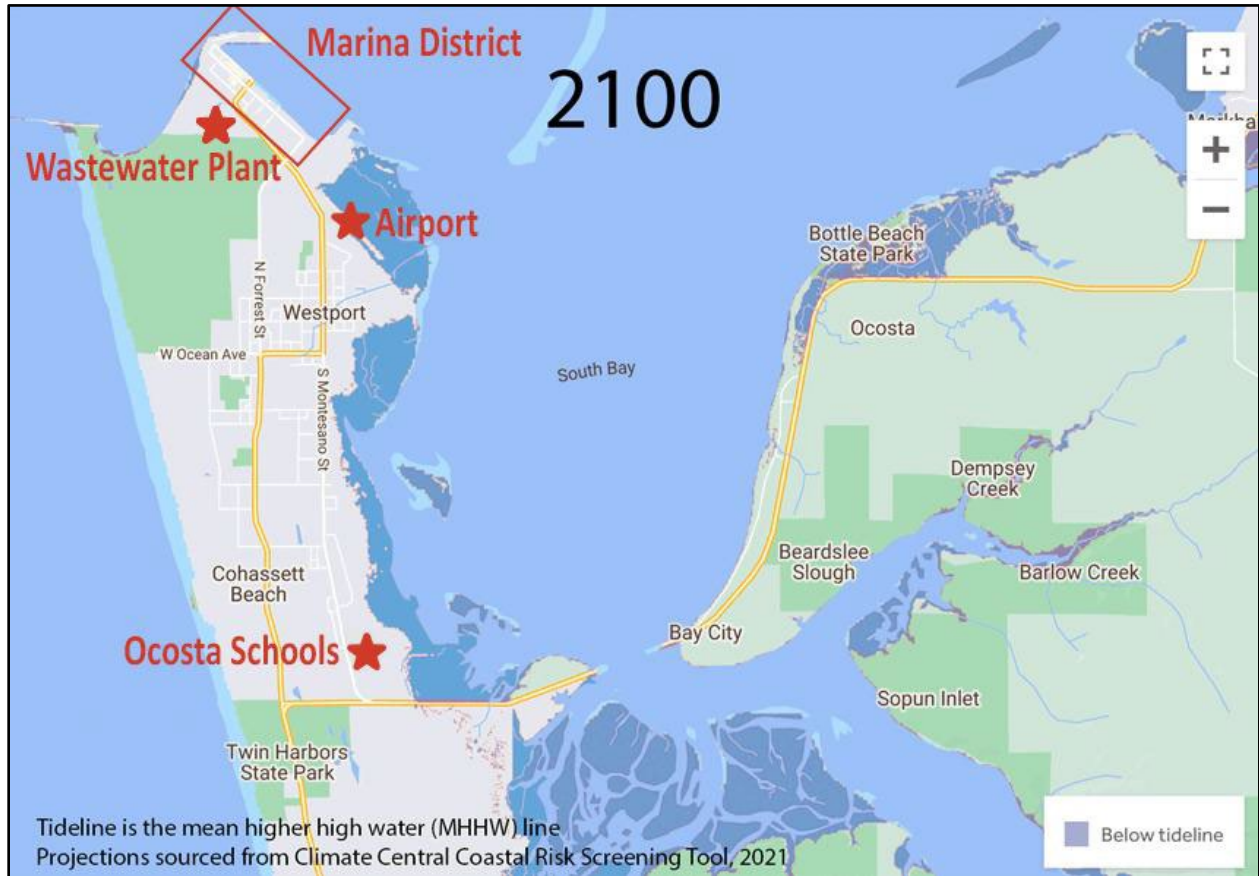 Marina District
2100
Markha
Wastewater Plant
Airport
Bottle Beach
State Park
N Forrest St
Westport
Ocosta
W Ocean Ave
South Bay
S Montesano St
Dempsey
Creek
Cohassett
Beach
Beardslee
Slough
Barlow Creek
Ocosta Schools
Bay City
Sopun Inlet
Twin Harbors
State Park
Tideline is the mean higher high water (MHHW) line
Projections sourced from Climate Central Coastal Risk Screening Tool, 2021
Below tideline